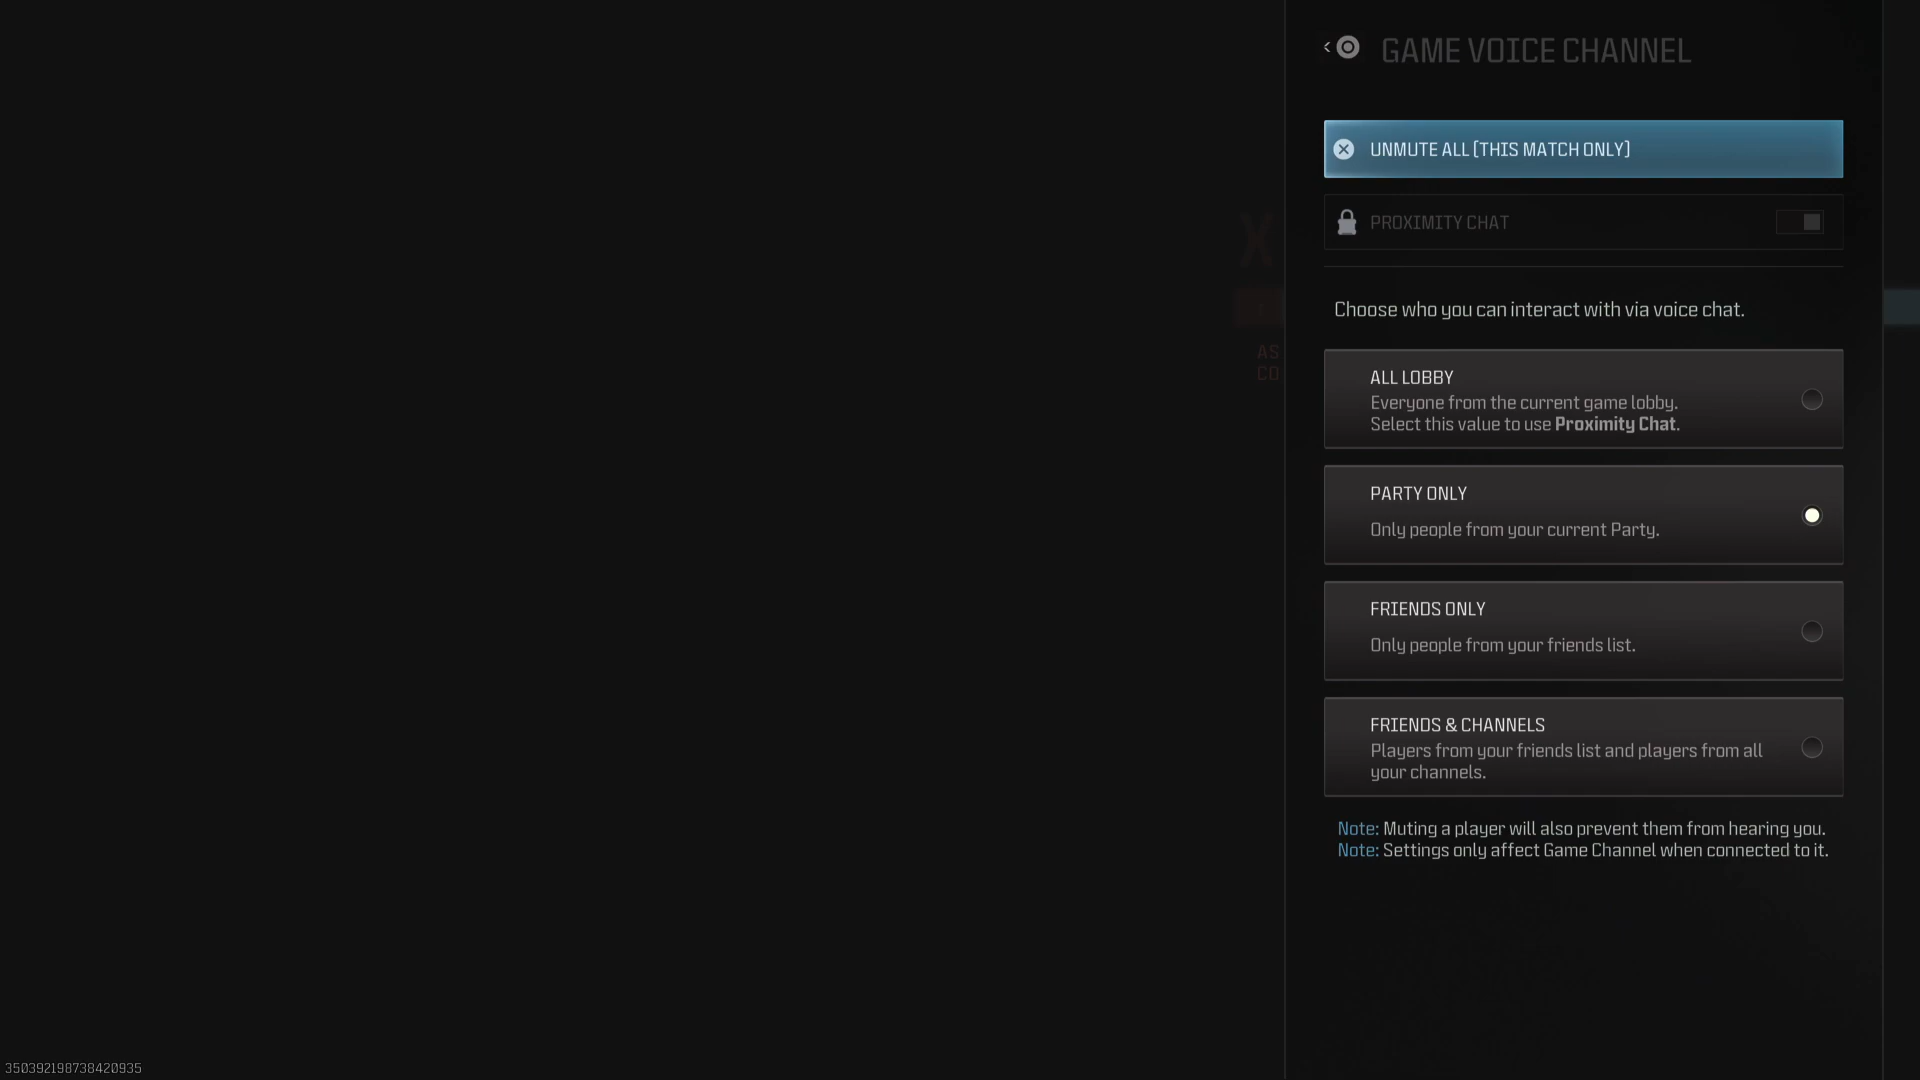 GAME VOICE CHANNEL
UNMUTE ALL [THIS MATCH ONLY]
PROXIMITY CHAT
Choose who you can interact with via voice chat.
AS
CO
ALL LOBBY
Everyone from the current game lobby.
Select this value to use Proximity Chat.
PARTY ONLY
Only people from your current Party.
FRIENDS ONLY
Only people from your friends list.
FRIENDS & CHANNELS
Players from your friends list and players from all
your channels.
Note: Muting a player will also prevent them from hearing you.
Note: Settings only affect Game Channel when connected to it.
350392198738420935